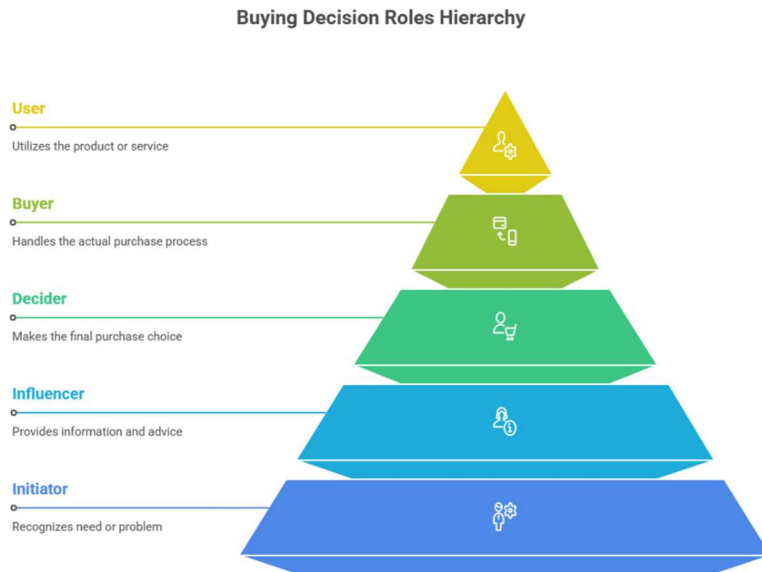 Buying Decision Roles Hierarchy
User
Utilizes the product or service
Buyer
Handles the actual purchase process
Decider
Makes the final purchase choice
Influencer
Provides information and advice
Initiator
Recognizes need or problem